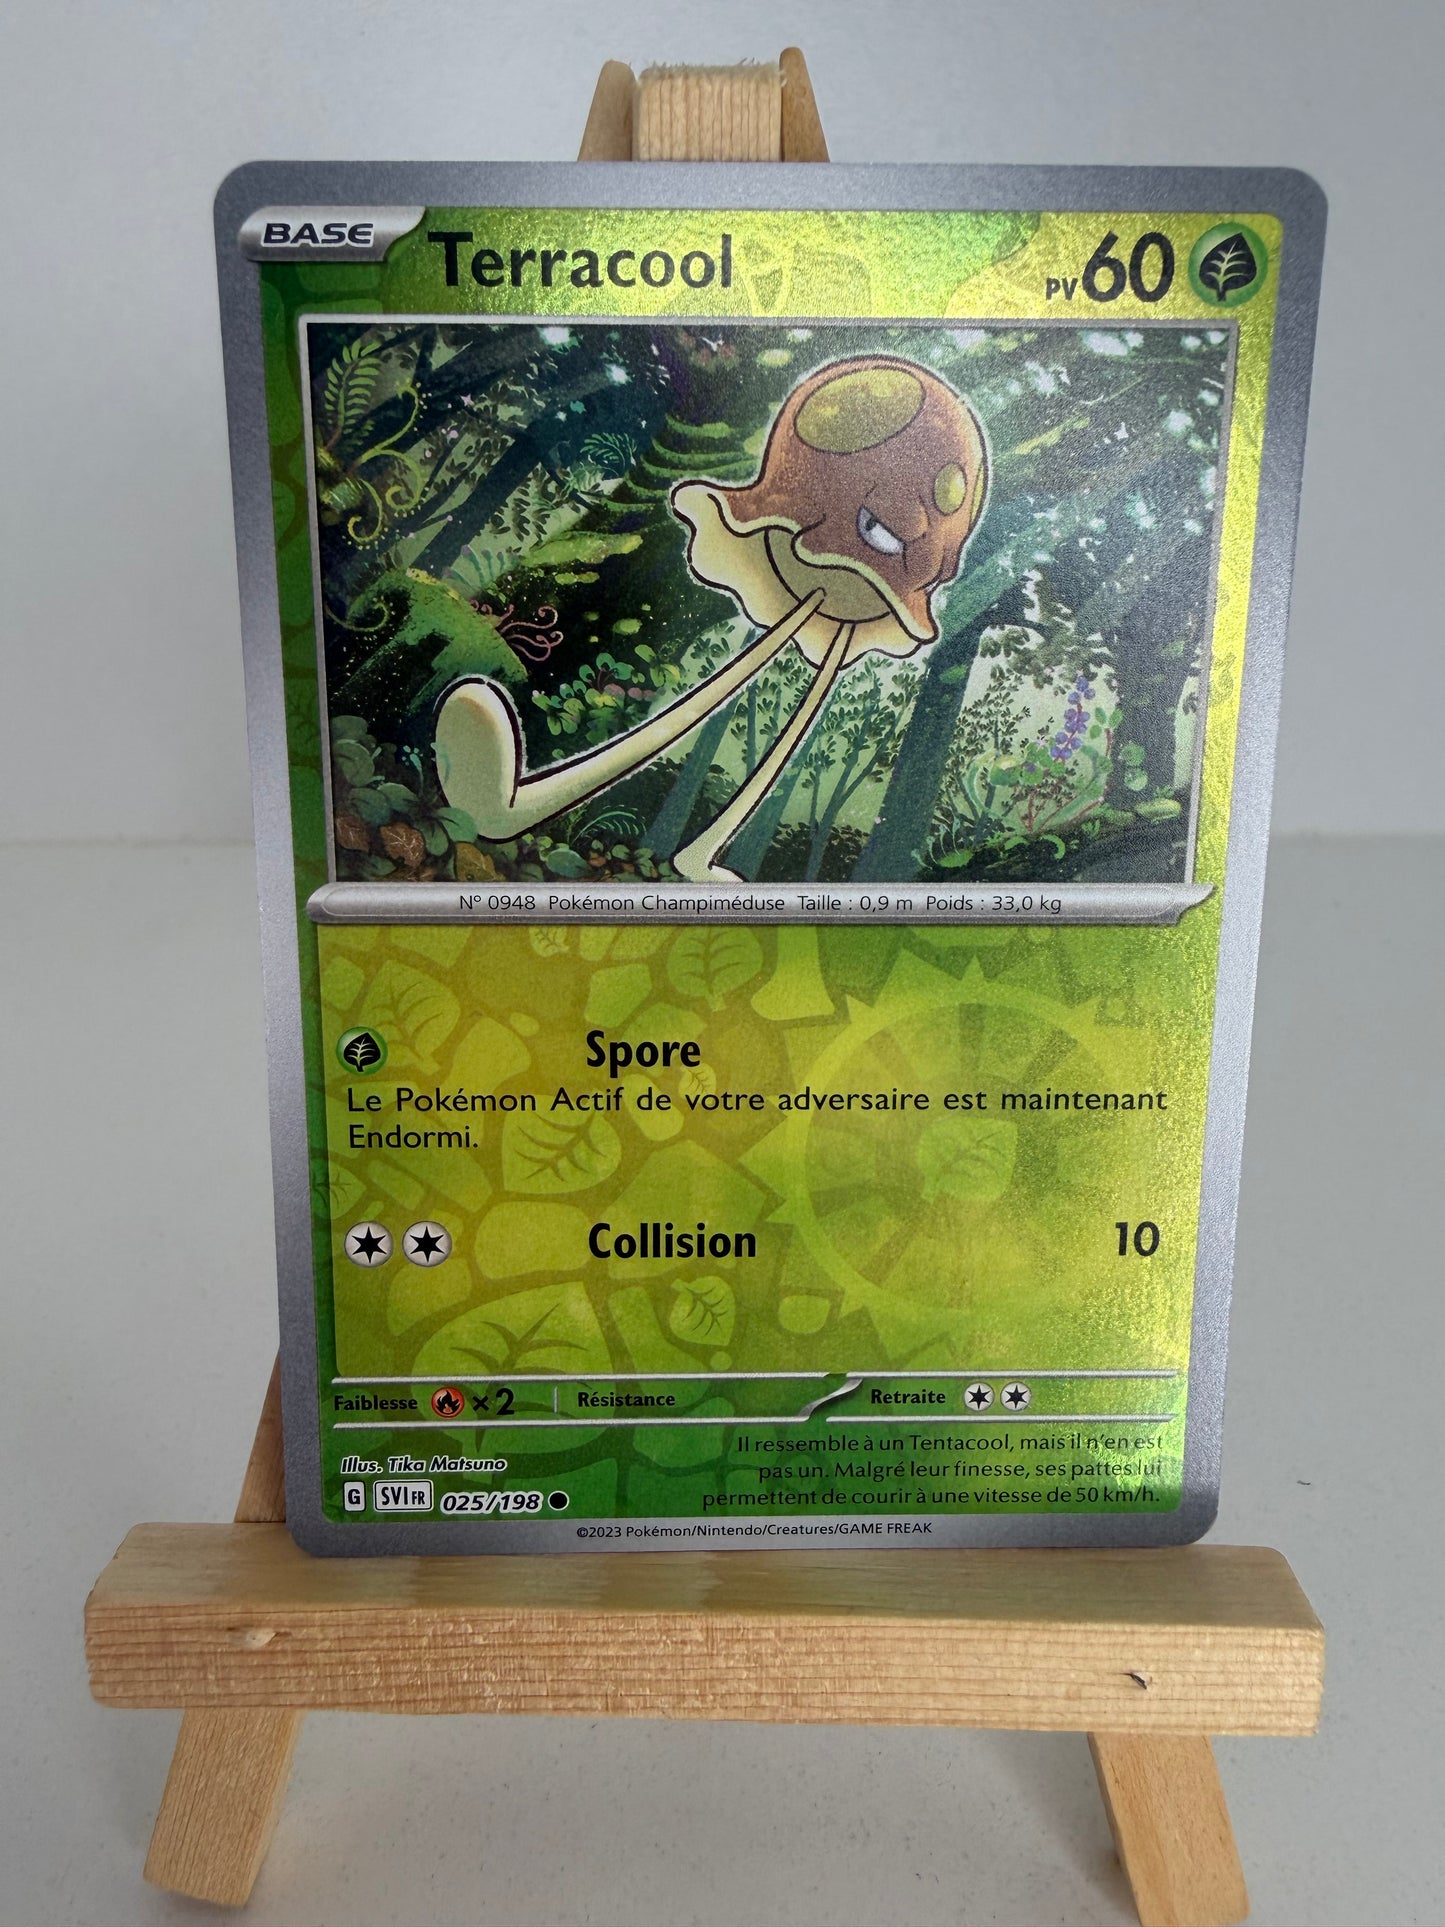 BASE Terracool PV 60
N° 0948 Pokémon Champiméduse Taille : 0,9 m Poids : 33,0 kg
Spore
Le Pokémon Actif de votre adversaire est maintenant
Endormi.
Collision 10
Faiblesse ×2 Résistance Retraite
Il ressemble à un Tentacool, mais il n'en est
pas un. Malgré leur finesse, ses pattes lui
permettent de courir à une vitesse de 50 km/h.
Illus. Tika Matsuno
G SVI FR 025/198
©2023 Pokémon/Nintendo/Creatures/GAME FREAK